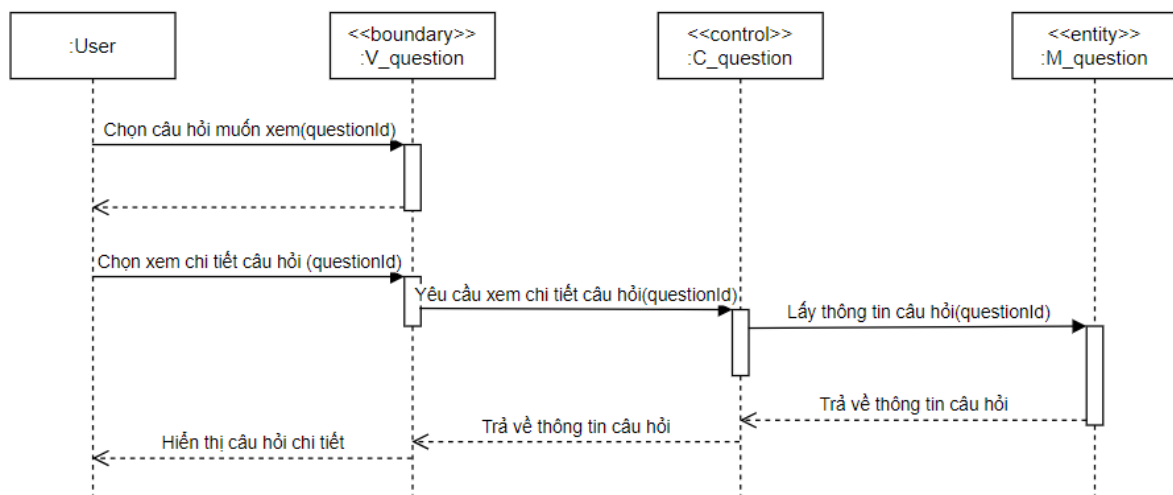 :User
<<boundary>>
:V_question
<<control>>
:C_question
<<entity>>
:M_question
Chọn câu hỏi muốn xem(questionId)
Chọn xem chi tiết câu hỏi (questionId)
Yêu cầu xem chi tiết câu hỏi(questionId)
Lấy thông tin câu hỏi(questionId)
Trả về thông tin câu hỏi
Trả về thông tin câu hỏi
Hiển thị câu hỏi chi tiết